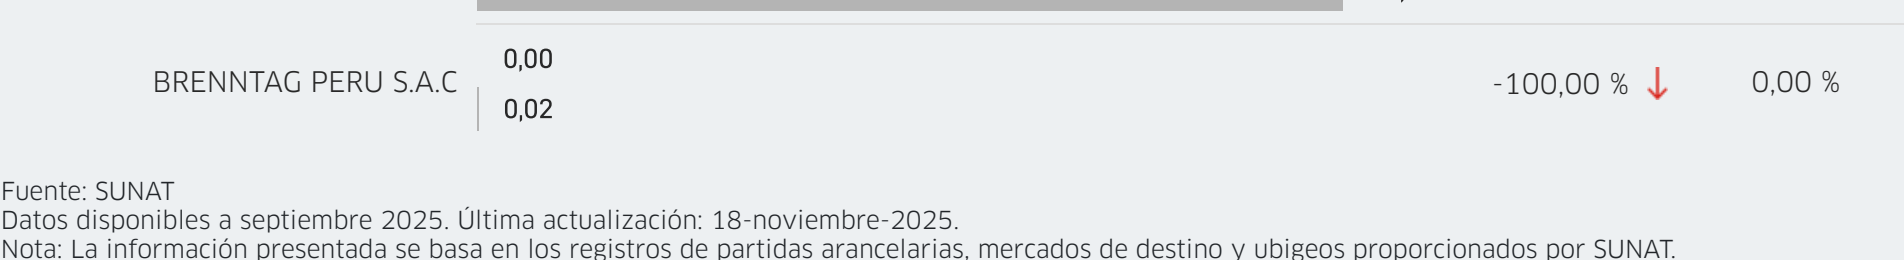 0,00
BRENNTAG PERU S.A.C -100,00 % ↓ 0,00 %
0,02
Fuente: SUNAT
Datos disponibles a septiembre 2025. Última actualización: 18-noviembre-2025.
Nota: La información presentada se basa en los registros de partidas arancelarias, mercados de destino y ubigeos proporcionados por SUNAT.